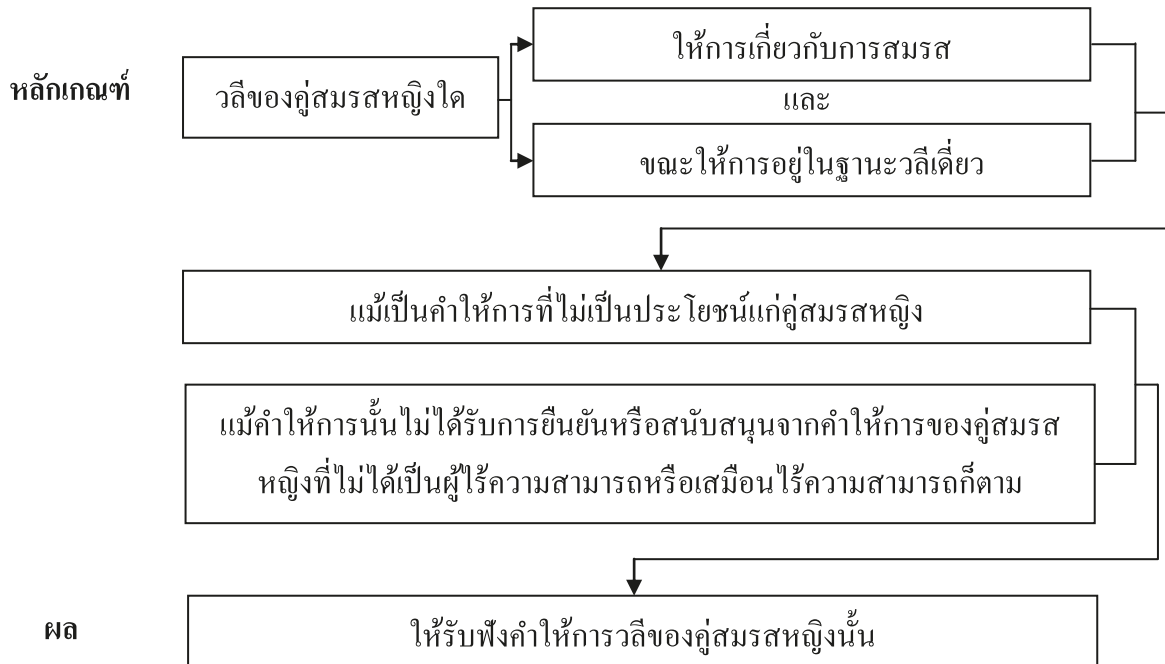 หลักเกณฑ์
วลีของคู่สมรสหญิงใด
ให้การเกี่ยวกับการสมรส
และ
ขณะให้การอยู่ในฐานะวลีเดี่ยว
แม้เป็นคำให้การที่ไม่เป็นประโยชน์แก่คู่สมรสหญิง
แม้คำให้การนั้นไม่ได้รับการยืนยันหรือสนับสนุนจากคำให้การของคู่สมรส
หญิงที่ไม่ได้เป็นผู้ไร้ความสามารถหรือเสมือนไร้ความสามารถก็ตาม
ผล
ให้รับฟังคำให้การวลีของคู่สมรสหญิงนั้น